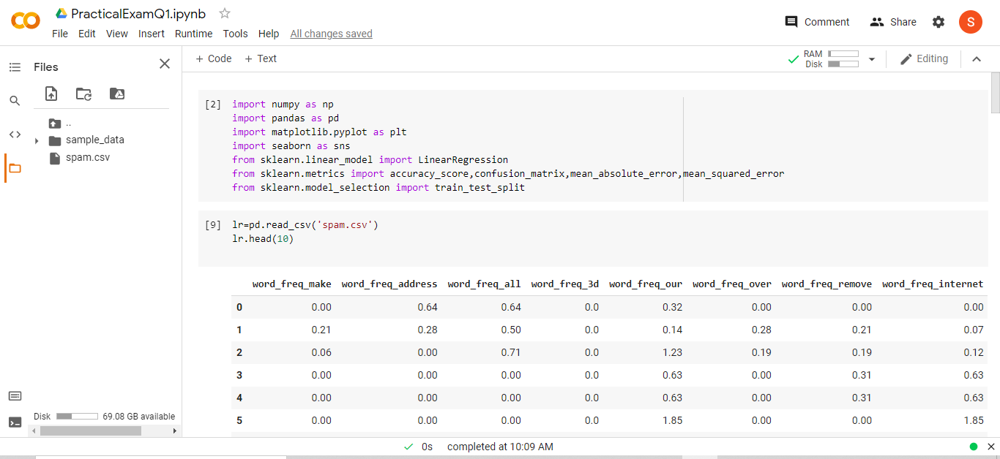 PracticalExamQ1.ipynb
File Edit View Insert Runtime Tools Help All changes saved
Comment Share S
+ Code + Text
RAM
Disk
Editing
Files
..
sample_data
spam.csv
Disk 69.08 GB available
[2] import numpy as np
import pandas as pd
import matplotlib.pyplot as plt
import seaborn as sns
from sklearn.linear_model import LinearRegression
from sklearn.metrics import accuracy_score,confusion_matrix,mean_absolute_error,mean_squared_error
from sklearn.model_selection import train_test_split
[9] lr=pd.read_csv('spam.csv')
lr.head(10)
word_freq_make word_freq_address word_freq_all word_freq_3d word_freq_our word_freq_over word_freq_remove word_freq_internet
0 0.00 0.64 0.64 0.0 0.32 0.00 0.00 0.00
1 0.21 0.28 0.50 0.0 0.14 0.28 0.21 0.07
2 0.06 0.00 0.71 0.0 1.23 0.19 0.19 0.12
3 0.00 0.00 0.00 0.0 0.63 0.00 0.31 0.63
4 0.00 0.00 0.00 0.0 0.63 0.00 0.31 0.63
5 0.00 0.00 0.00 0.0 1.85 0.00 0.00 1.85
0s completed at 10:09 AM